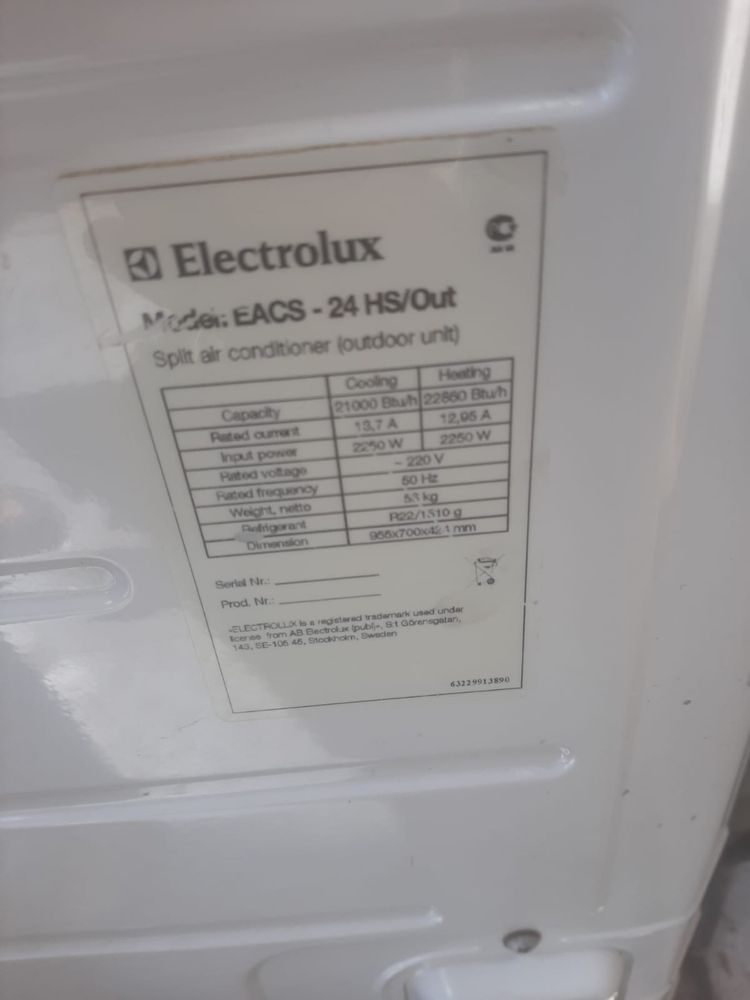 Electrolux
Model: EACS - 24 HS/Out
Split air conditioner (outdoor unit)
Cooling Heating
Capacity 21000 Btu/h 22860 Btu/h
Rated current 13,7 A 12,95 A
Input power 2250 W 2250 W
Rated voltage ~ 220 V
Rated frequency 50 Hz
Weight, netto 53 kg
Refrigerant R22/1510 g
Dimension 955x700x424 mm
Serial Nr.:
Prod. Nr.:
«ELECTROLUX is a registered trademark used under
license from AB Electrolux (publ)», S:t Göransgatan,
143, SE-105 45, Stockholm, Sweden
63229913890